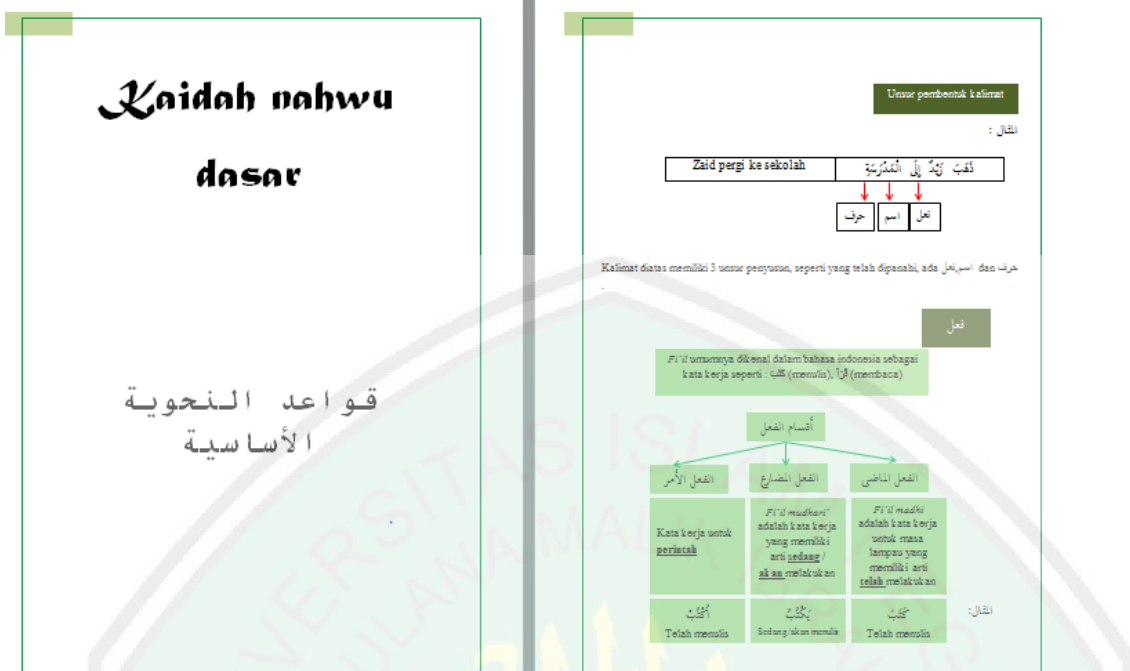 Kaidah nahwu
dasar
قواعد النحوية
الأساسية
Unsur pembentuk kalimat
المثال :
ذَهَبَ زَيْدٌ إِلَى الْمَدْرَسَةِ
Zaid pergi ke sekolah
فعل
اسم
حرف
Kalimat diatas memiliki 3 unsur penyusun, seperti yang telah dipanahi, ada اسم,فعل dan حرف
.
فعل
Fi'il umumnya dikenal dalam bahasa indonesia sebagai
kata kerja seperti : كَتَبَ (menulis), قَرَأَ (membaca)
أقسام الفعل
الفعل الماضى
الفعل المضارع
الفعل الأمر
Fi'il madhi
adalah kata kerja
untuk masa
lampau yang
memiliki arti
telah melakukan
Fi'il mudhari'
adalah kata kerja
yang memiliki
arti sedang /
akan melakukan
Kata kerja untuk
perintah
المثال:
كَتَبَ
Telah menulis
يَكْتُبُ
Sedang/akan menulis
اُكْتُبْ
Telah menulis